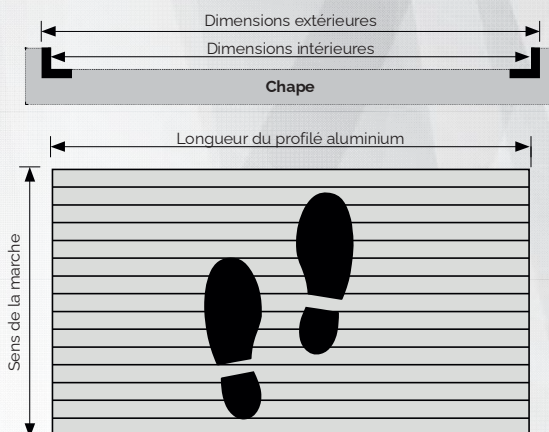 Dimensions extérieures
Dimensions intérieures
Chape
Longueur du profilé aluminium
Sens de la marche